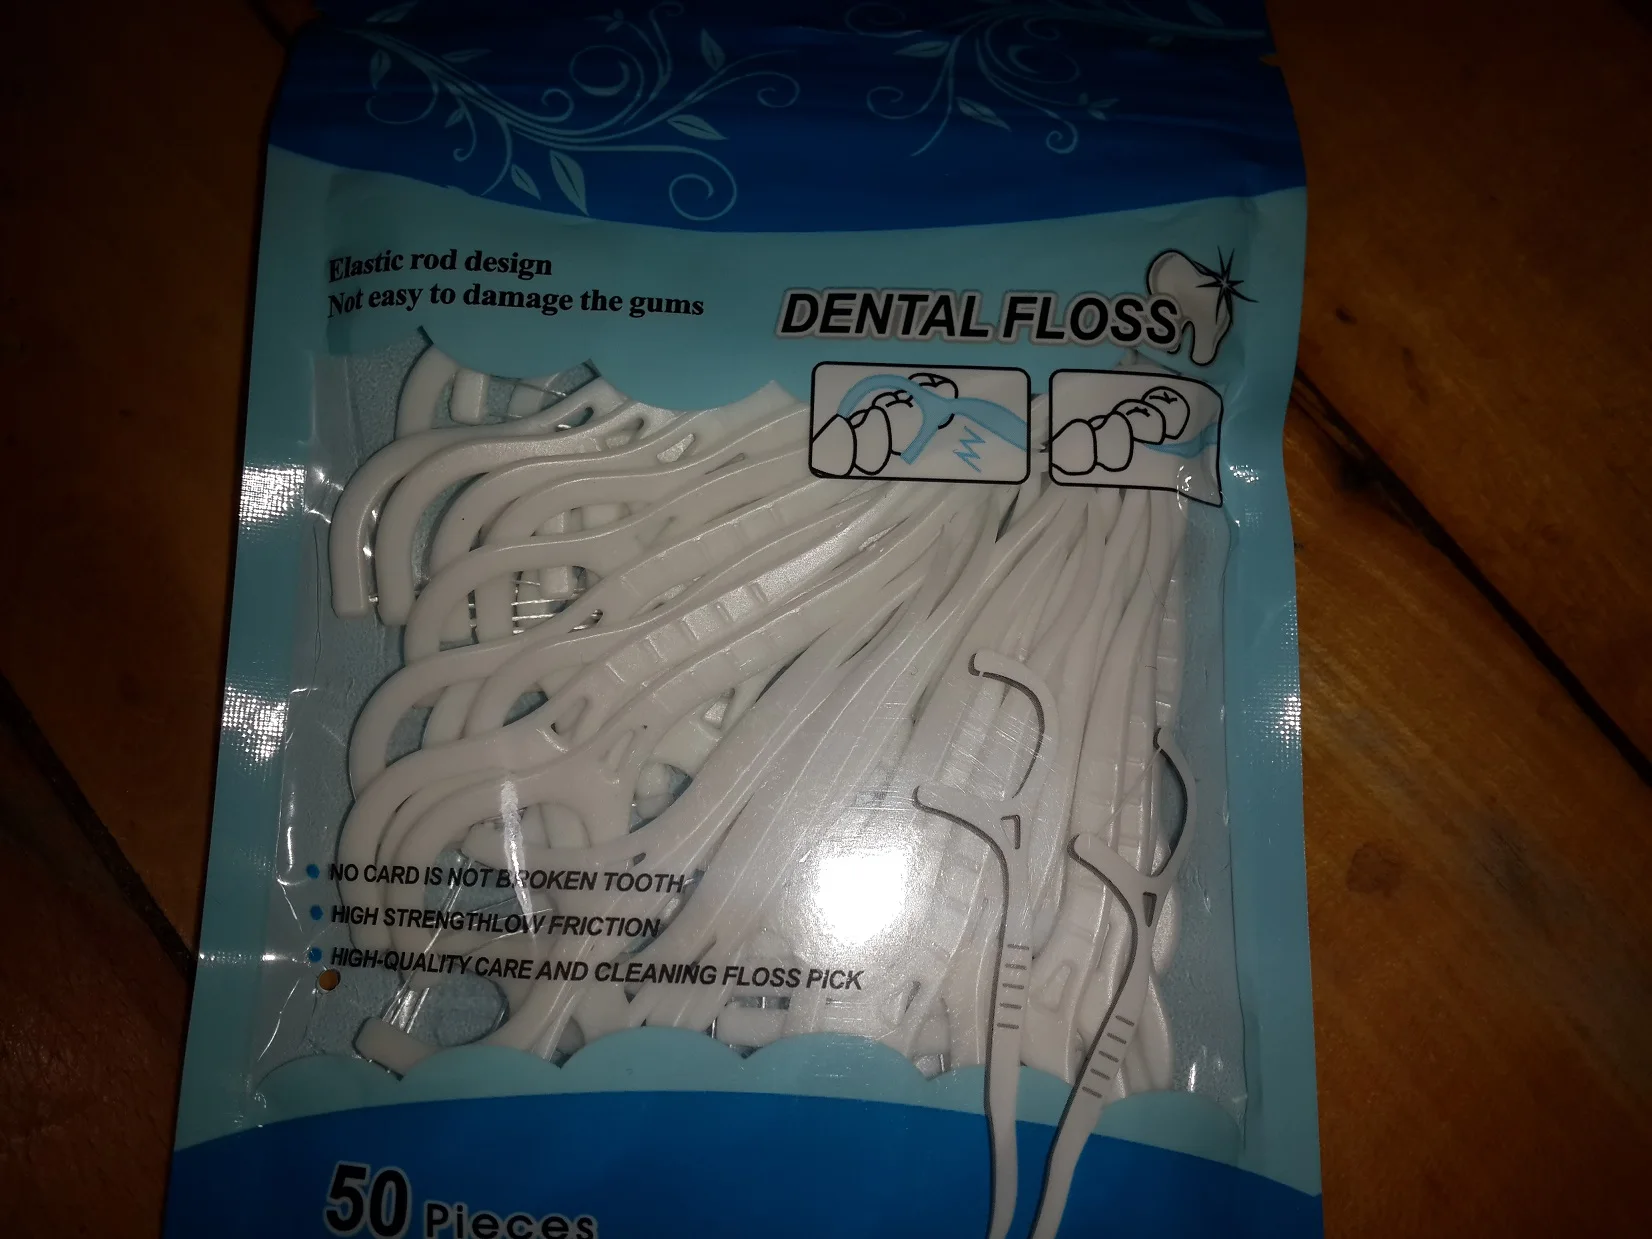 Elastic rod design
Not easy to damage the gums
DENTAL FLOSS
NO CARD IS NOT BROKEN TOOTH
HIGH STRENGTHLOW FRICTION
HIGH-QUALITY CARE AND CLEANING FLOSS PICK
50 Pieces